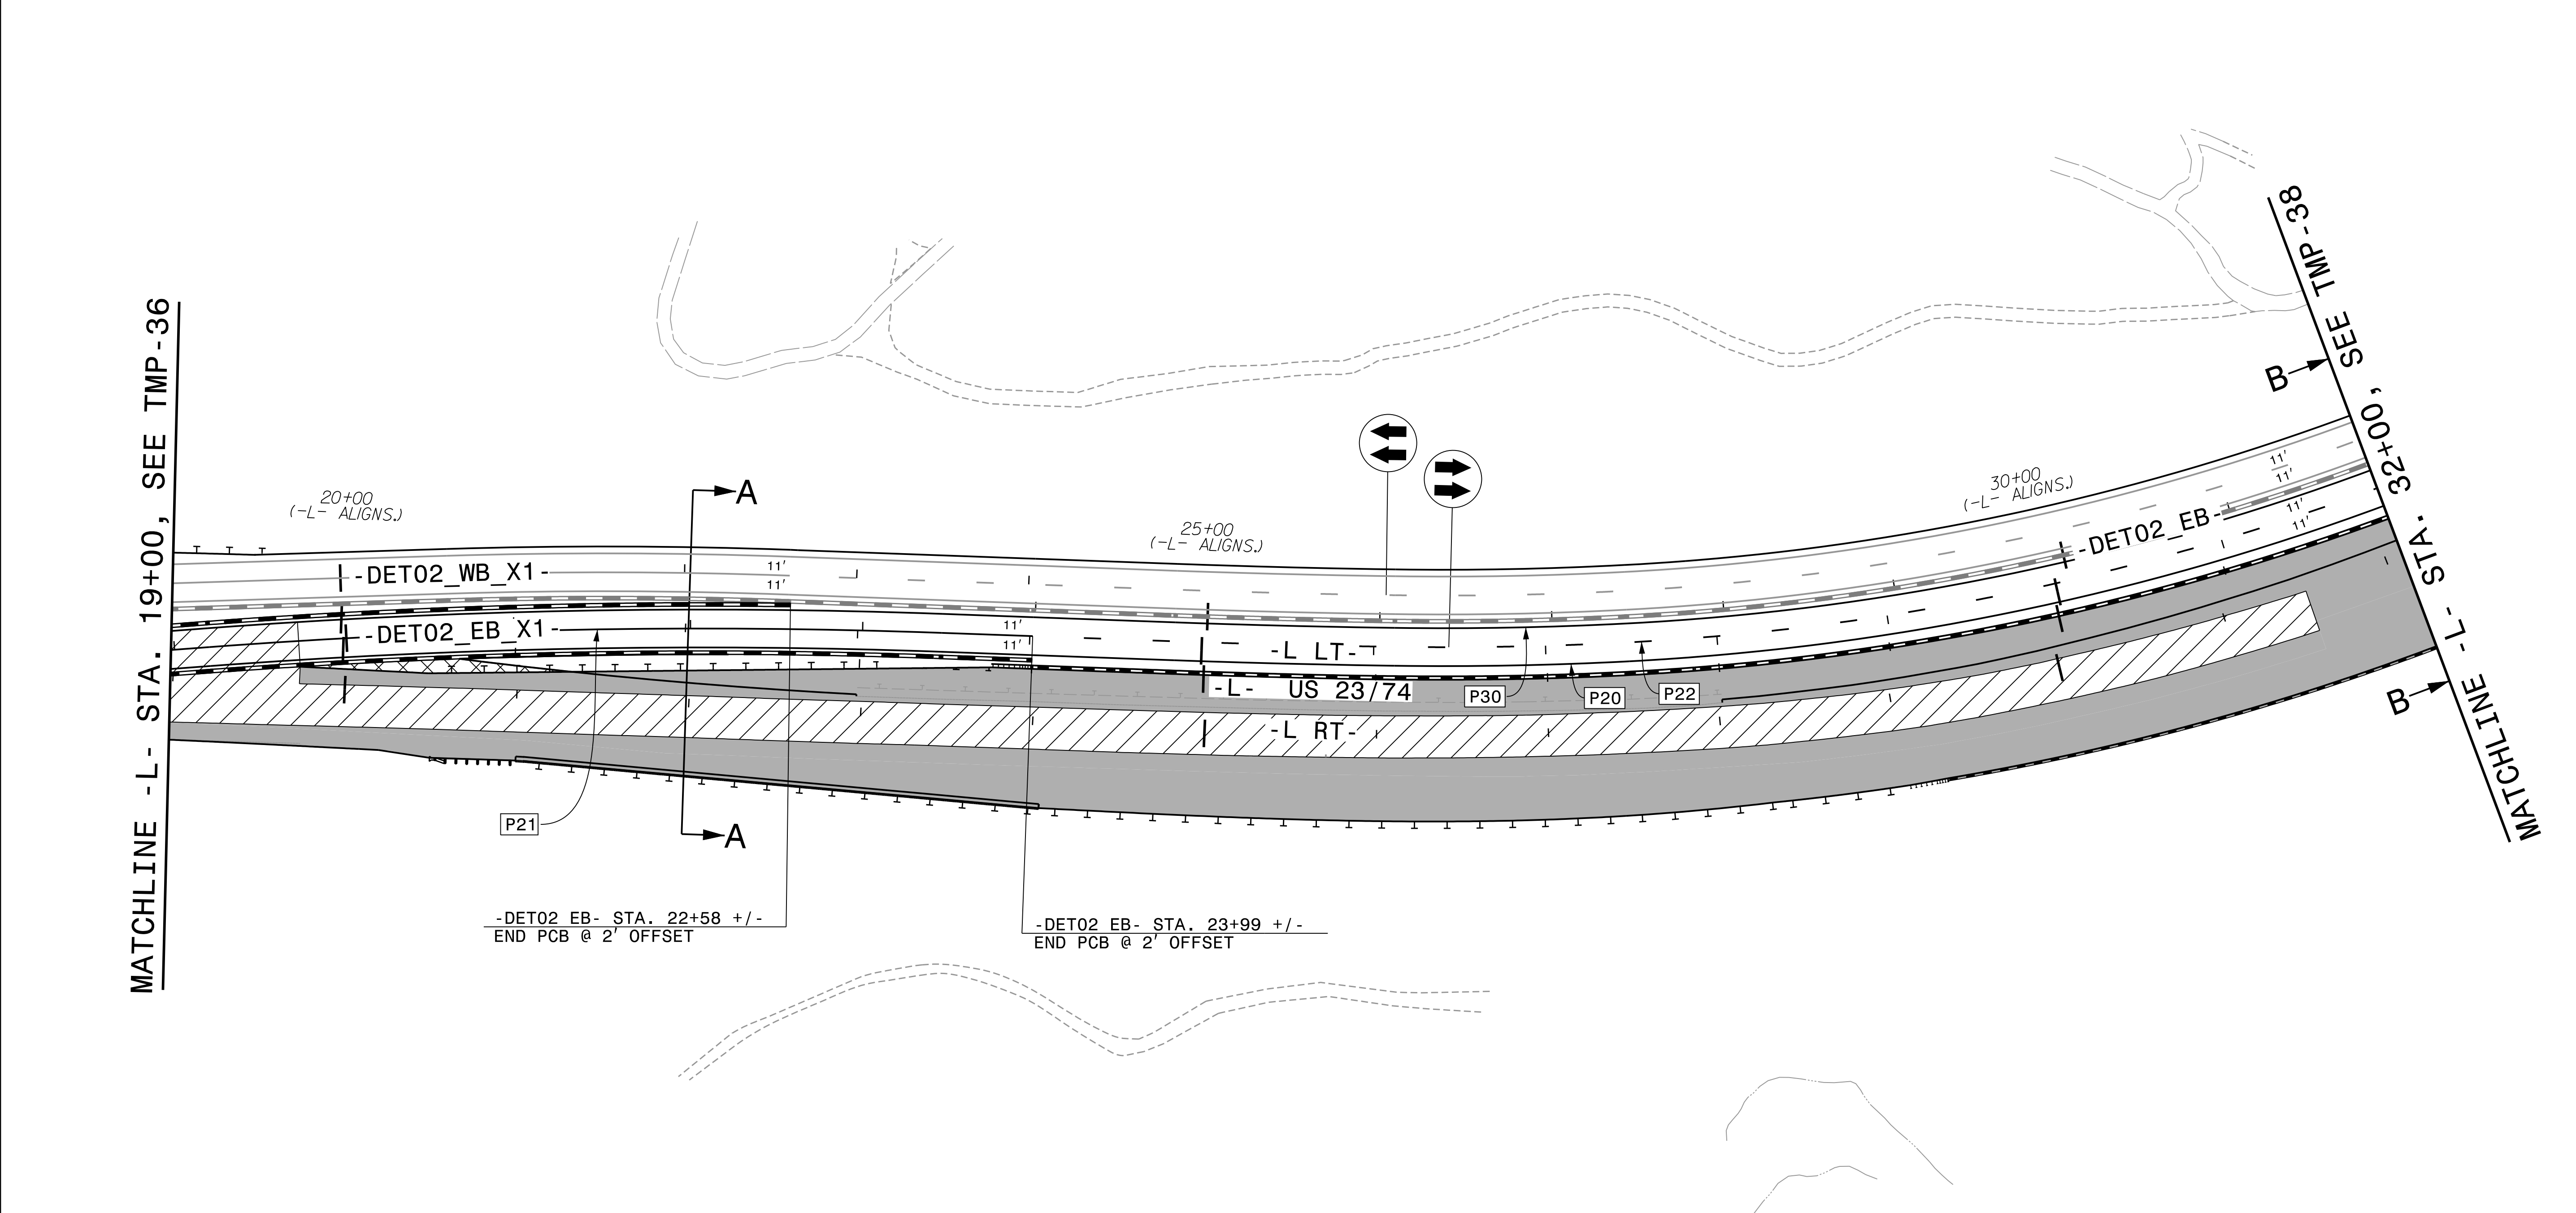 MATCHLINE -L- STA. 19+00, SEE TMP-36
20+00
(-L- ALIGNS.)
-DET02_WB_X1-
-DET02_EB_X1-
A
A
11'
11'
11'
11'
25+00
(-L- ALIGNS.)
-L LT-
-L- US 23/74
-L RT-
P30
P20
P22
P21
30+00
(-L- ALIGNS.)
-DET02_EB-
11'
11'
11'
11'
B
B
MATCHLINE -L- STA. 32+00, SEE TMP-38
-DET02 EB- STA. 22+58 +/-
END PCB @ 2' OFFSET
-DET02 EB- STA. 23+99 +/-
END PCB @ 2' OFFSET